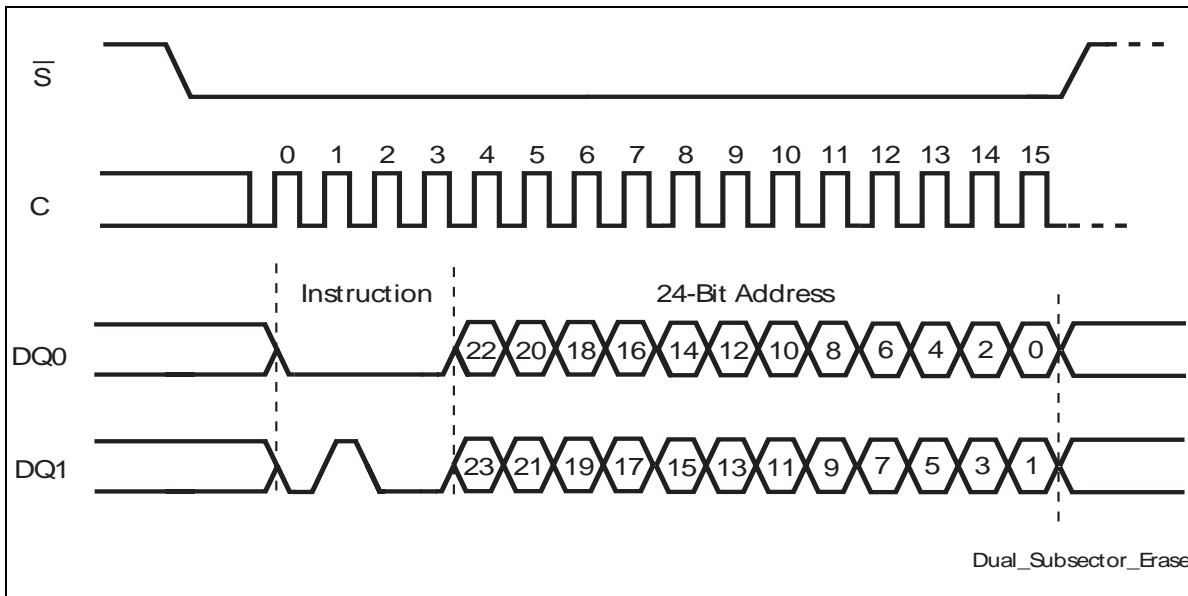 S̅
0 1 2 3 4 5 6 7 8 9 10 11 12 13 14 15
C
Instruction 24-Bit Address
DQ0 22 20 18 16 14 12 10 8 6 4 2 0
DQ1 23 21 19 17 15 13 11 9 7 5 3 1
Dual_Subsector_Erase